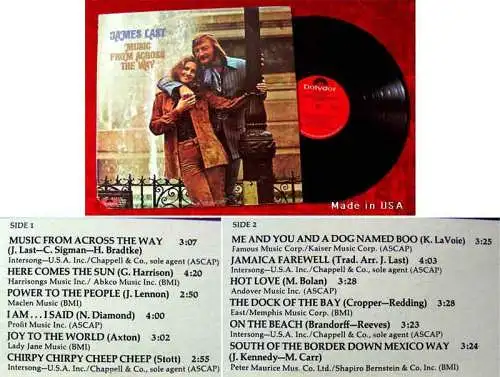 JAMES LAST
MUSIC
FROM ACROSS
THE WAY
Polydor
Made in USA
SIDE 1
MUSIC FROM ACROSS THE WAY 3:07
(J. Last—C. Sigman—H. Bradtke)
Intersong—U.S.A. Inc./Chappell & Co., sole agent (ASCAP)
HERE COMES THE SUN (G. Harrison) 4:20
Harrisongs Music Inc./ Abkco Music Inc. (BMI)
POWER TO THE PEOPLE (J. Lennon) 2:50
Maclen Music (BMI)
I AM . . . I SAID (N. Diamond) 4:10
Profit Music Inc. (ASCAP)
JOY TO THE WORLD (Axton) 3:02
Lady Jane Music (BMI)
CHIRPY CHIRPY CHEEP CHEEP (Stott) 2:55
Intersong—U.S.A. Inc./Chappell & Co., sole agent (ASCAP)
SIDE 2
ME AND YOU AND A DOG NAMED BOO (K. LaVoie) 3:25
Famous Music Corp./Kaiser Music Corp. (ASCAP)
JAMAICA FAREWELL (Trad. Arr. J. Last) 4:03
Intersong—U.S.A. Inc./Chappell & Co., sole agent (ASCAP)
HOT LOVE (M. Bolan) 3:28
Andover Music Inc. (ASCAP)
THE DOCK OF THE BAY (Cropper—Redding) 3:28
East/Memphis Music Corp. (BMI)
ON THE BEACH (Brandorff—Reeves) 3:23
Intersong—U.S.A. Inc./Chappell & Co., sole agent (ASCAP)
SOUTH OF THE BORDER DOWN MEXICO WAY 3:24
(J. Kennedy—M. Carr)
Peter Maurice Mus. Co. Ltd./Shapiro Bernstein & Co. Inc. (ASCAP)